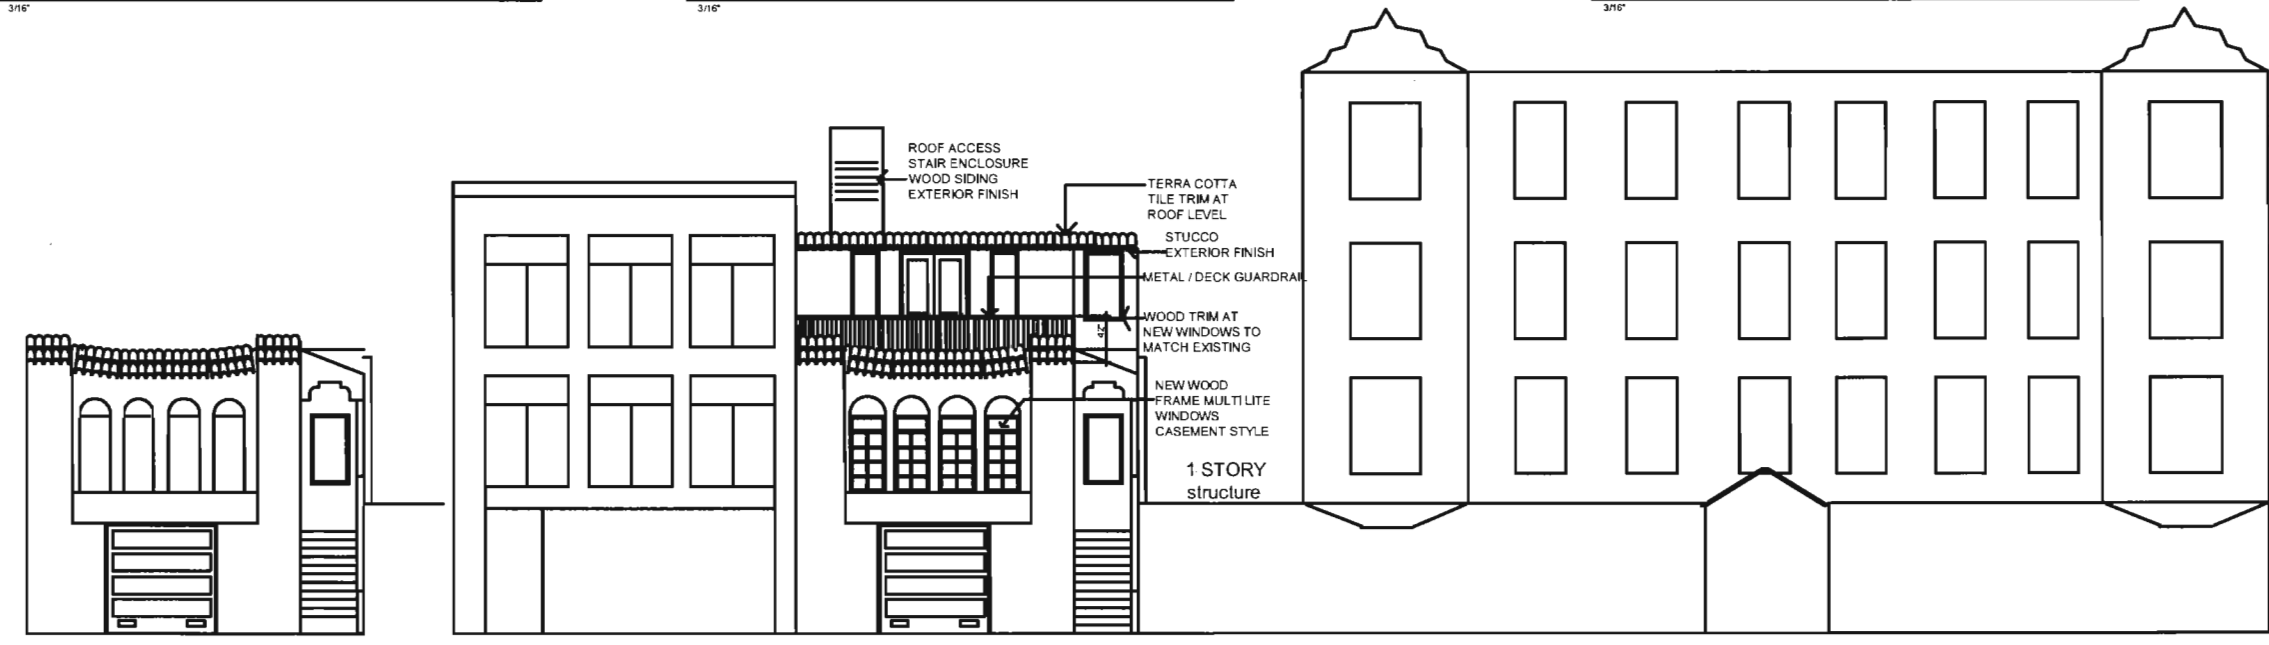 3/16"
3/16"
3/16"
ROOF ACCESS
STAIR ENCLOSURE
WOOD SIDING
EXTERIOR FINISH
TERRA COTTA
TILE TRIM AT
ROOF LEVEL
STUCCO
EXTERIOR FINISH
METAL / DECK GUARDRAIL
WOOD TRIM AT
NEW WINDOWS TO
MATCH EXISTING
42"
NEW WOOD
FRAME MULTI LITE
WINDOWS
CASEMENT STYLE
1 STORY
structure